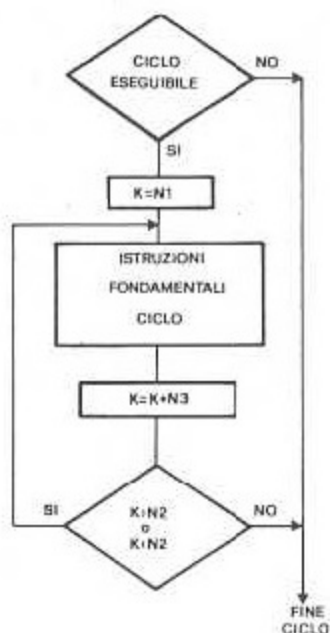 CICLO
ESEGUIBILE
NO
SI
K=N1
ISTRUZIONI
FONDAMENTALI
CICLO
K=K+N3
SI
o
NO
FINE
CICLO